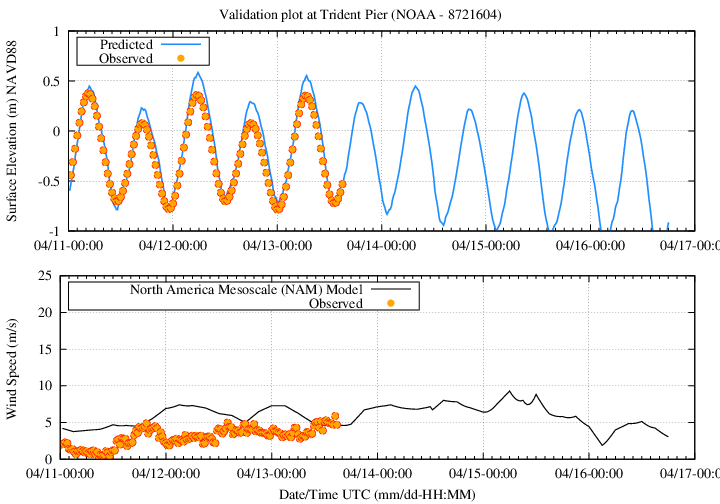 Validation plot at Trident Pier (NOAA - 8721604)
Surface Elevation (m) NAVD88
1
0.5
0
-0.5
-1
Predicted
Observed
04/11-00:00 04/12-00:00 04/13-00:00 04/14-00:00 04/15-00:00 04/16-00:00 04/17-0
Wind Speed (m/s)
25
20
15
10
5
0
North America Mesoscale (NAM) Model
Observed
04/11-00:00 04/12-00:00 04/13-00:00 04/14-00:00 04/15-00:00 04/16-00:00 04/17-0
Date/Time UTC (mm/dd-HH:MM)